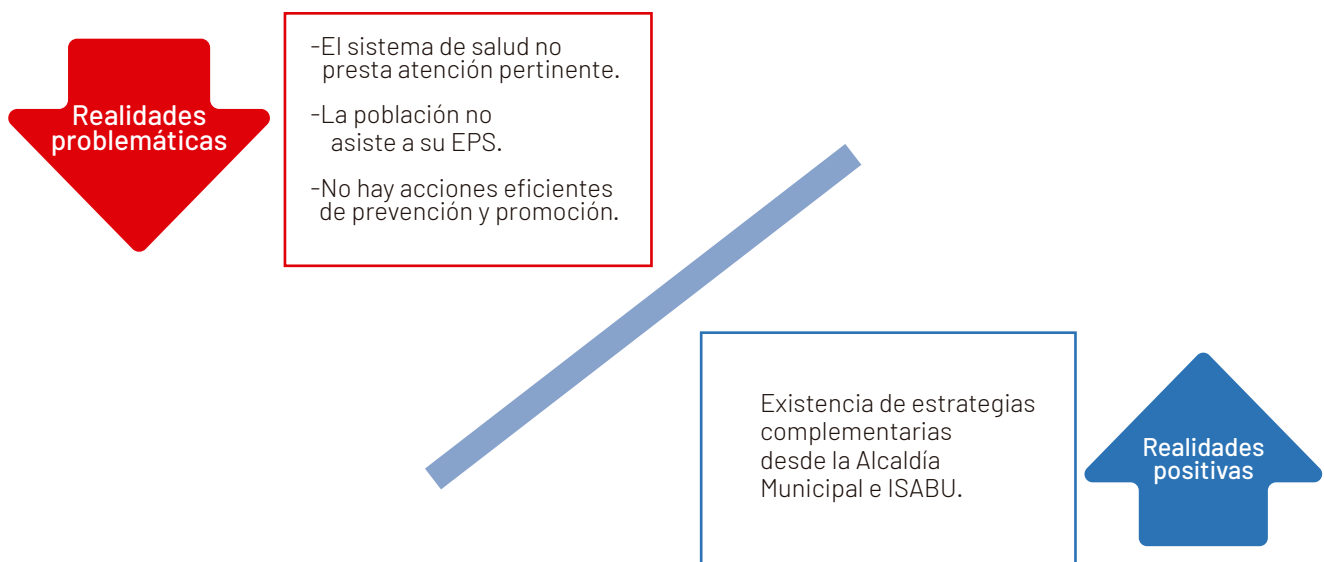 Realidades
problemáticas
-El sistema de salud no
presta atención pertinente.
-La población no
asiste a su EPS.
-No hay acciones eficientes
de prevención y promoción.
Existencia de estrategias
complementarias
desde la Alcaldía
Municipal e ISABU.
Realidades
positivas